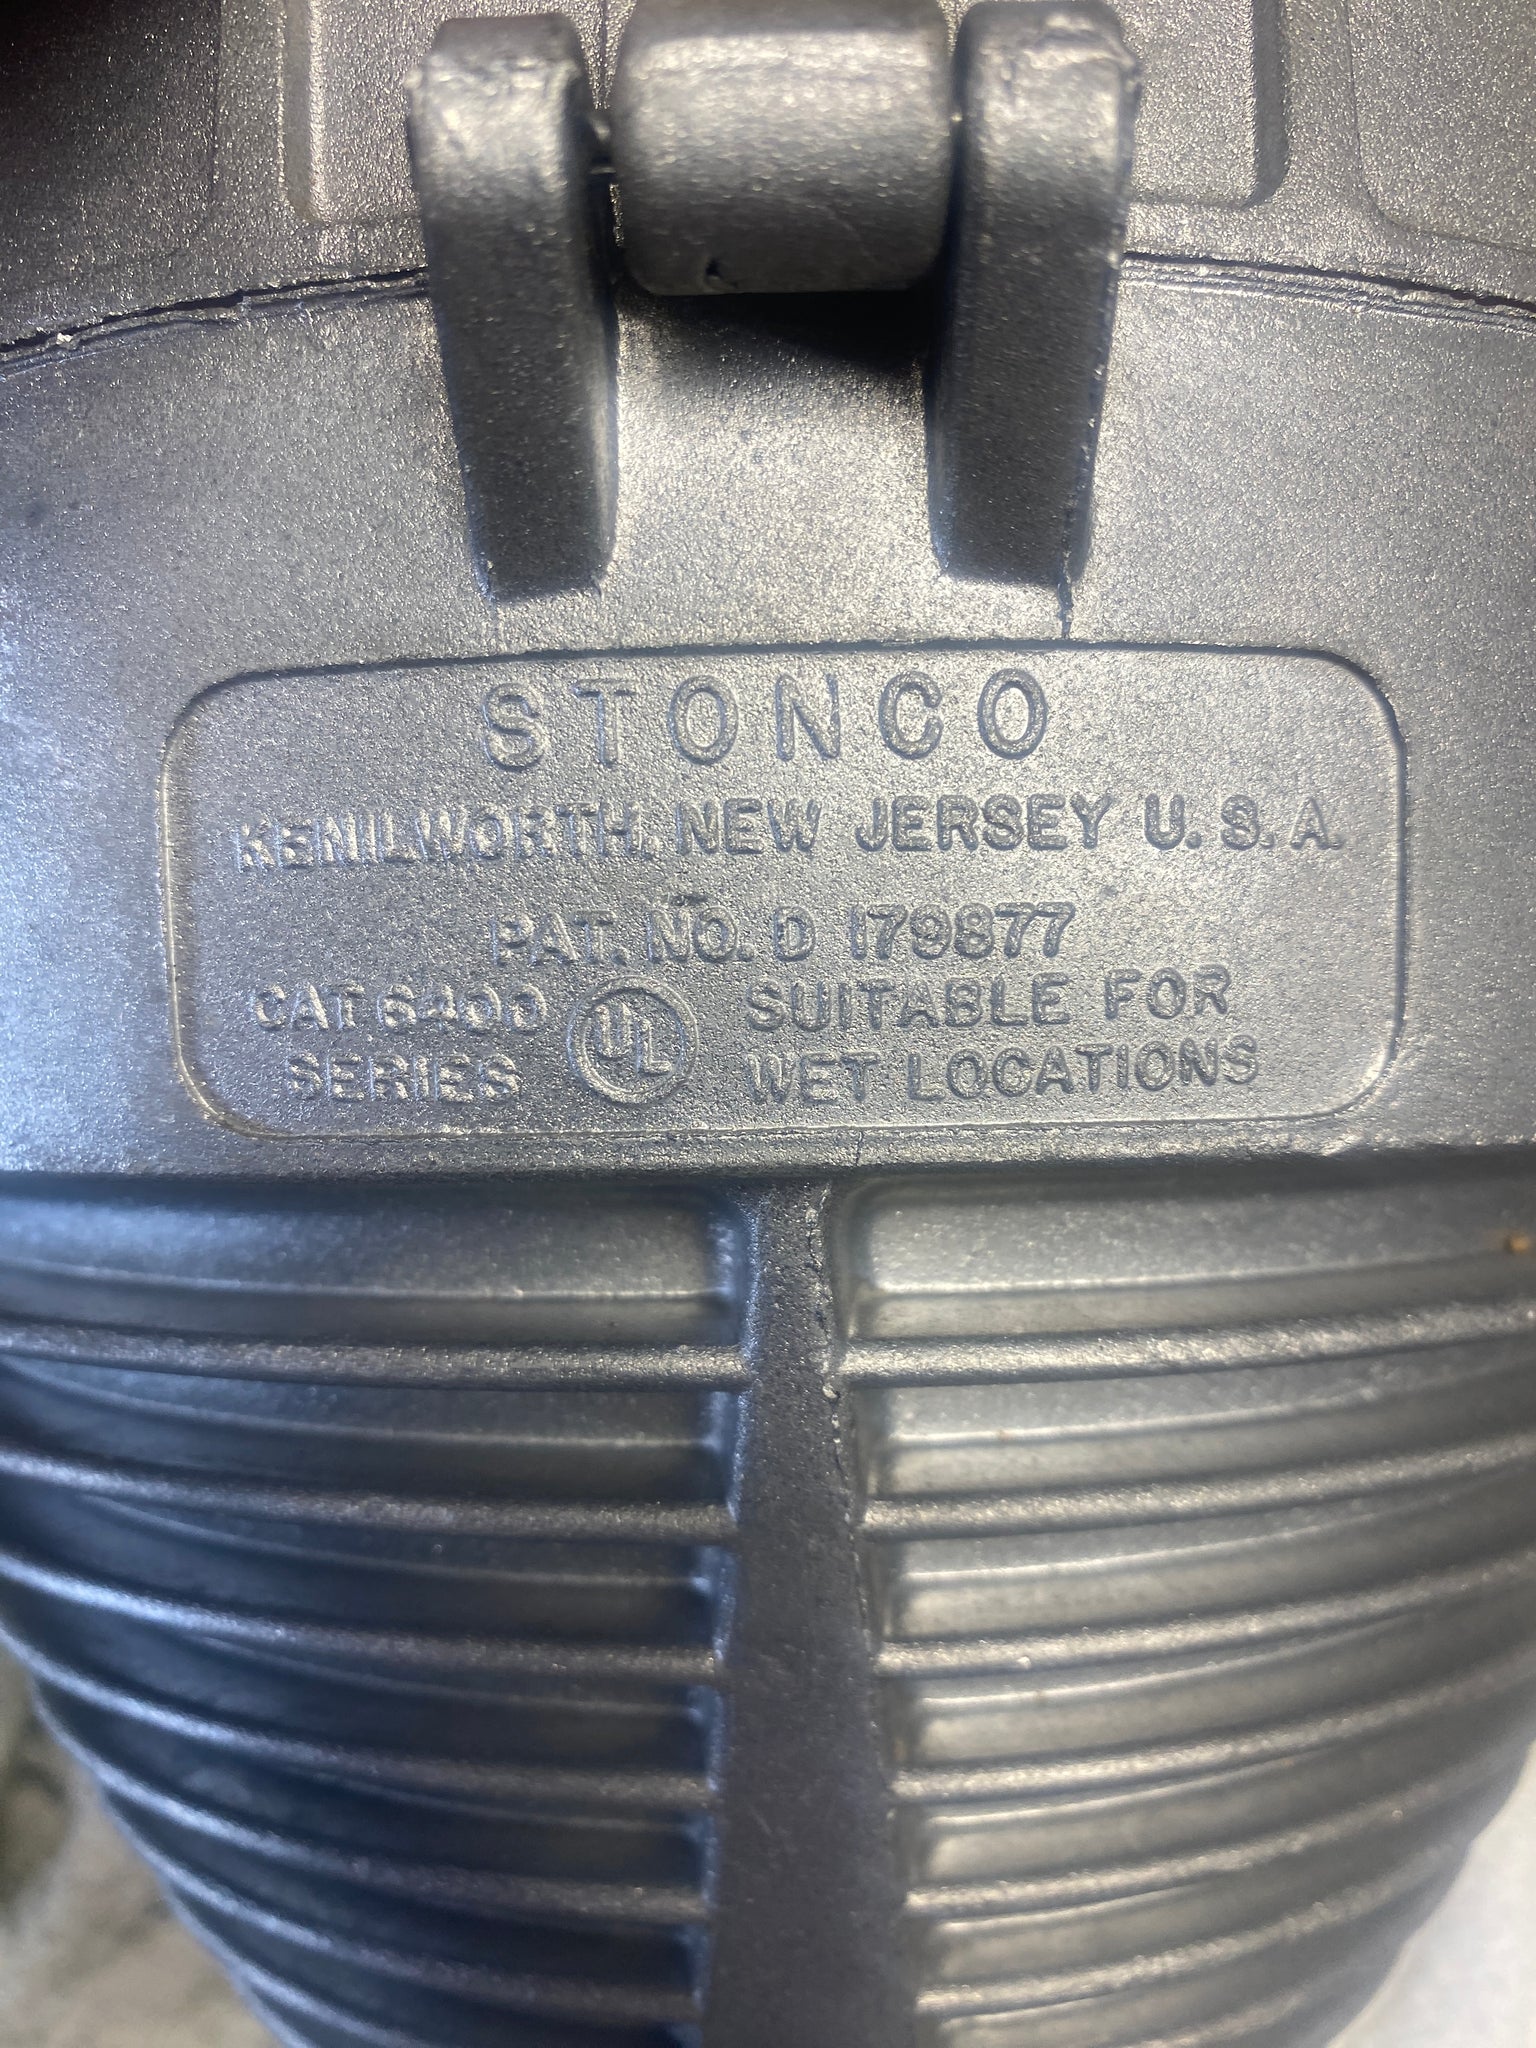 STONCO
KENILWORTH, NEW JERSEY U.S.A.
PAT. NO. D 179877
CAT 6400 UL SUITABLE FOR
SERIES WET LOCATIONS